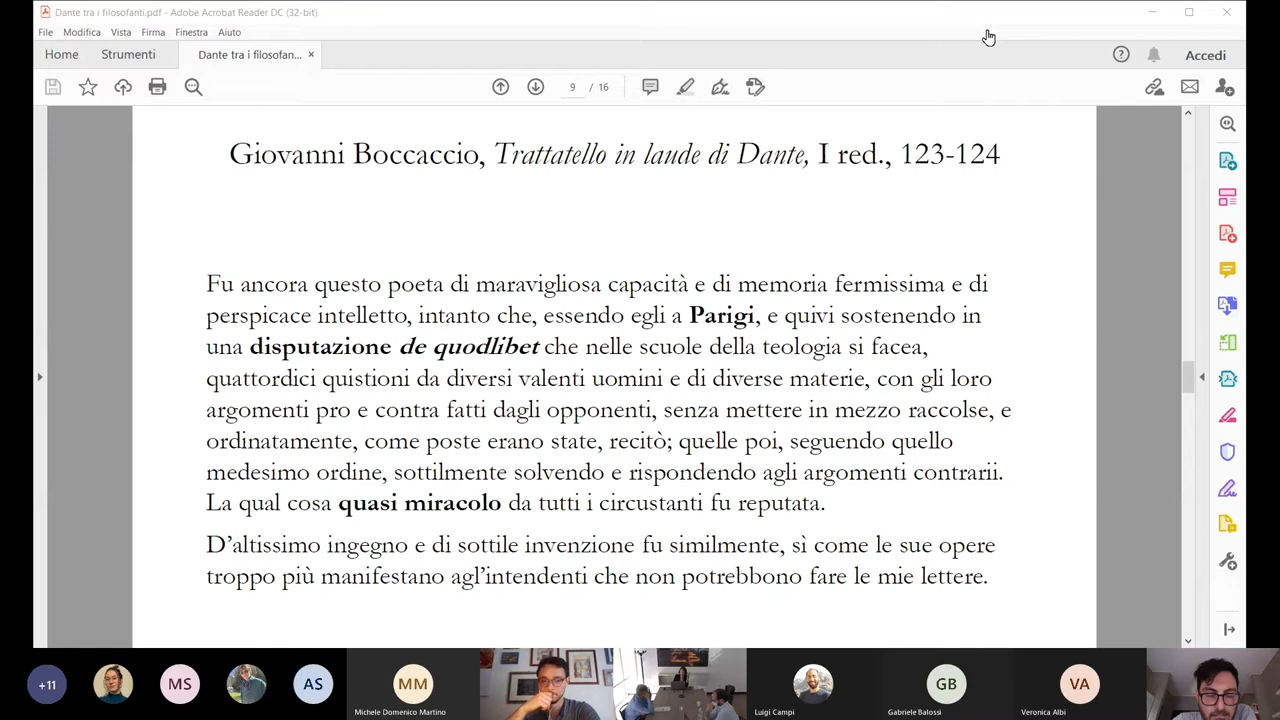 Dante tra i filosofanti.pdf - Adobe Acrobat Reader DC (32-bit)
File Modifica Vista Firma Finestra Aiuto
Home Strumenti Dante tra i filosofan... × Accedi
9 / 16
Giovanni Boccaccio, Trattatello in laude di Dante, I red., 123-124
Fu ancora questo poeta di maravigliosa capacità e di memoria fermissima e di
perspicace intelletto, intanto che, essendo egli a Parigi, e quivi sostenendo in
una disputazione de quodlibet che nelle scuole della teologia si facea,
quattordici quistioni da diversi valenti uomini e di diverse materie, con gli loro
argomenti pro e contra fatti dagli opponenti, senza mettere in mezzo raccolse, e
ordinatamente, come poste erano state, recitò; quelle poi, seguendo quello
medesimo ordine, sottilmente solvendo e rispondendo agli argomenti contrarii.
La qual cosa quasi miracolo da tutti i circustanti fu reputata.
D'altissimo ingegno e di sottile invenzione fu similmente, sì come le sue opere
troppo più manifestano agl'intendenti che non potrebbono fare le mie lettere.
+11 MS AS MM GB VA
Michele Domenico Martino Luigi Campi Gabriele Balossi Veronica Albi